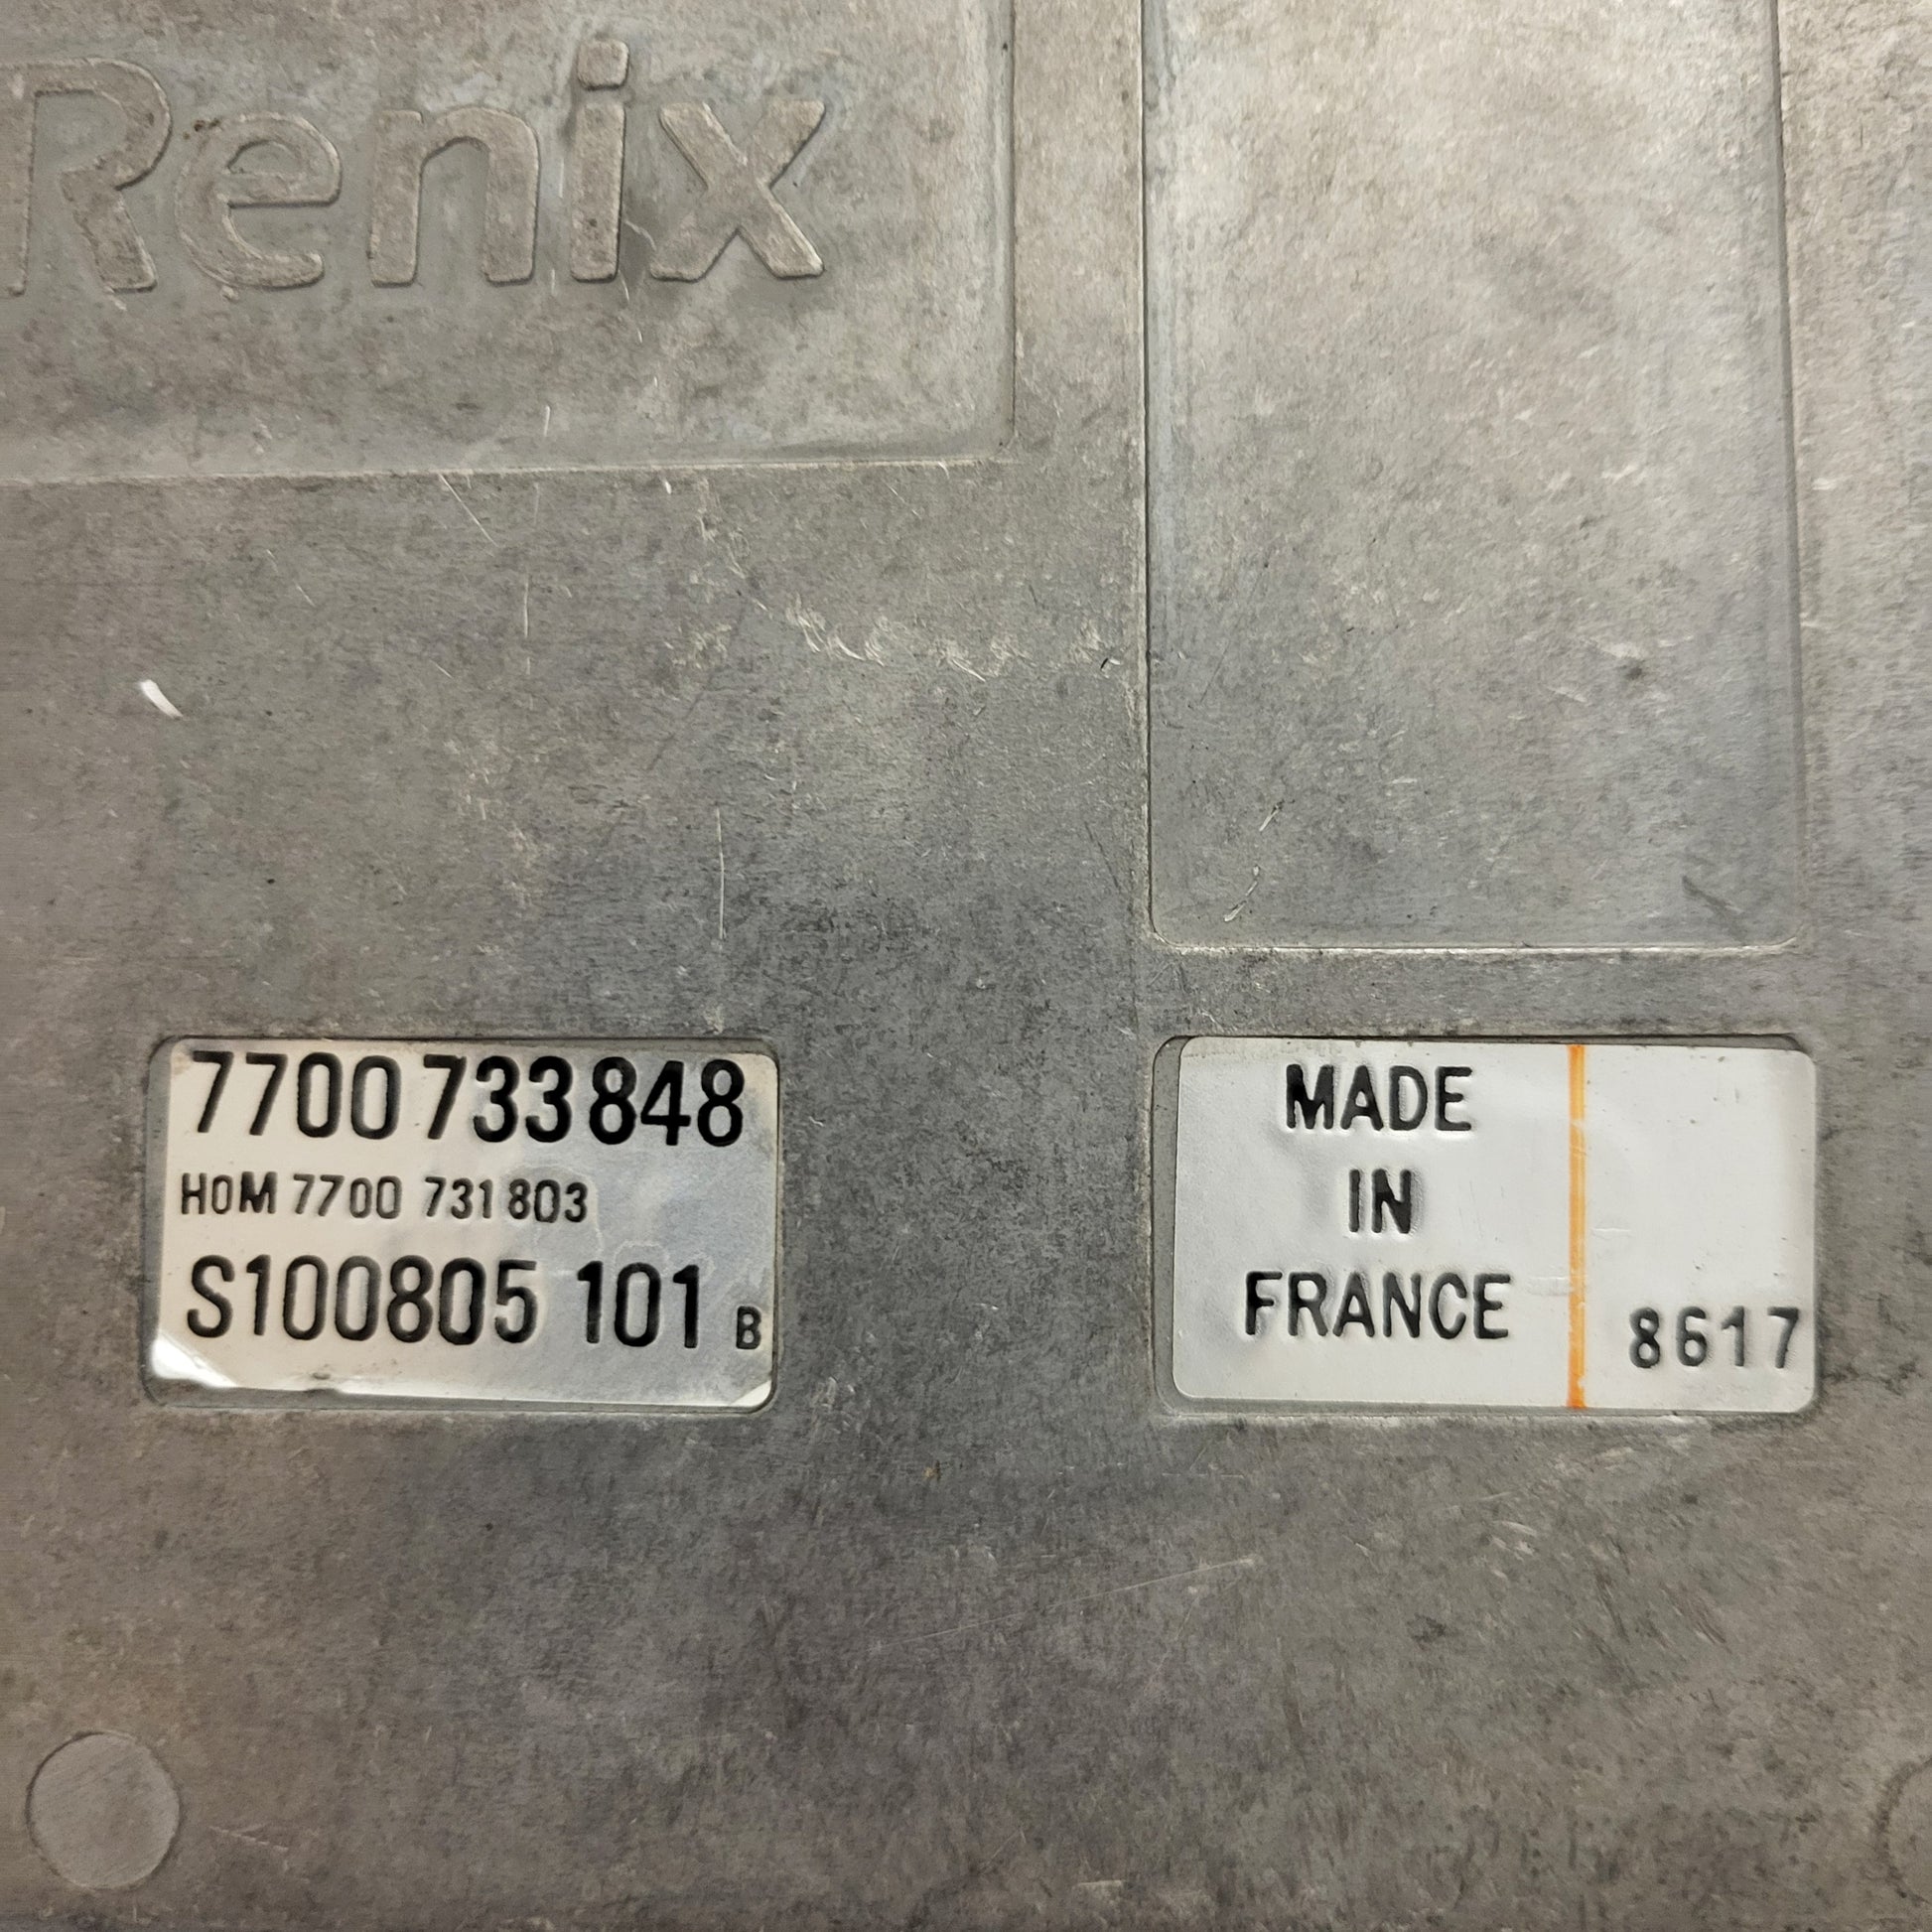 Renix
7700 733 848
HOM 7700 731 803
S100805 101 B
MADE
IN
FRANCE
8617